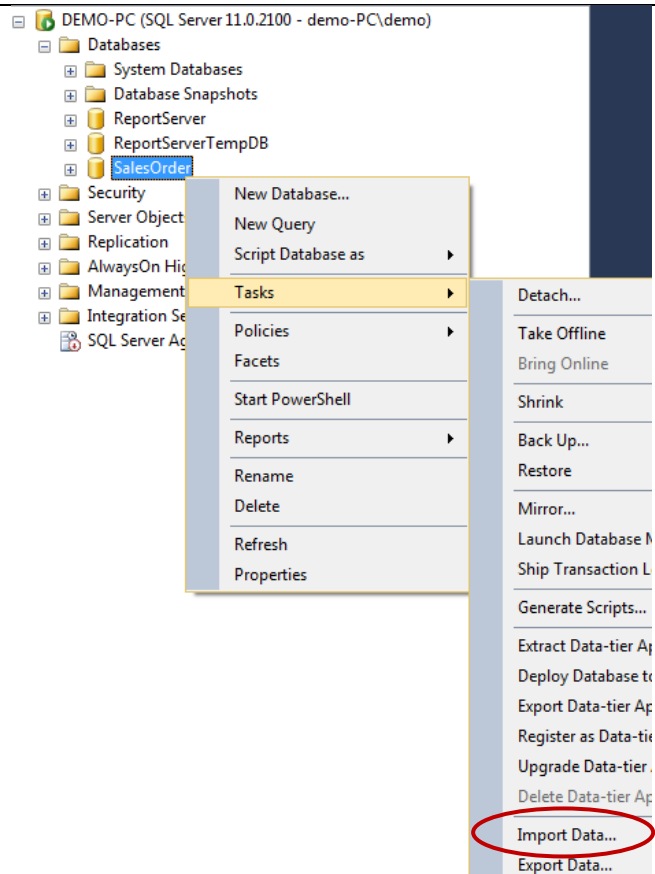 DEMO-PC (SQL Server 11.0.2100 - demo-PC\demo)
Databases
System Databases
Database Snapshots
ReportServer
ReportServerTempDB
SalesOrder
Security
Server Object
Replication
AlwaysOn Hig
Management
Integration Se
SQL Server Ag
New Database...
New Query
Script Database as
Tasks
Policies
Facets
Start PowerShell
Reports
Rename
Delete
Refresh
Properties
Detach...
Take Offline
Bring Online
Shrink
Back Up...
Restore
Mirror...
Launch Database M
Ship Transaction L
Generate Scripts...
Extract Data-tier Ap
Deploy Database to
Export Data-tier Ap
Register as Data-tie
Upgrade Data-tier
Delete Data-tier Ap
Import Data...
Export Data...